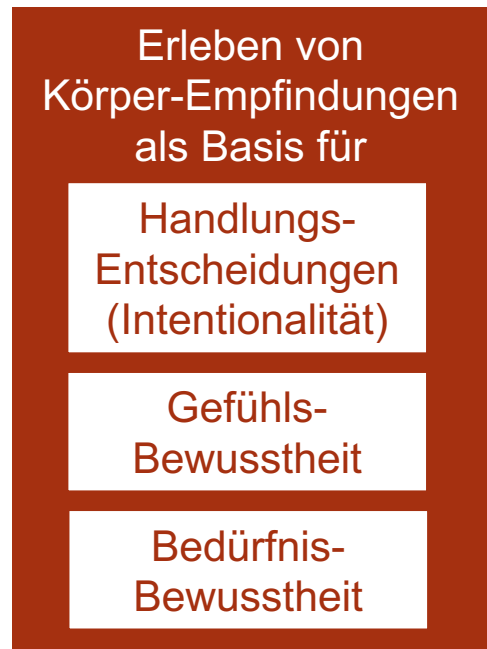 Erleben von
Körper-Empfindungen
als Basis für
Handlungs-
Entscheidungen
(Intentionalität)
Gefühls-
Bewusstheit
Bedürfnis-
Bewusstheit